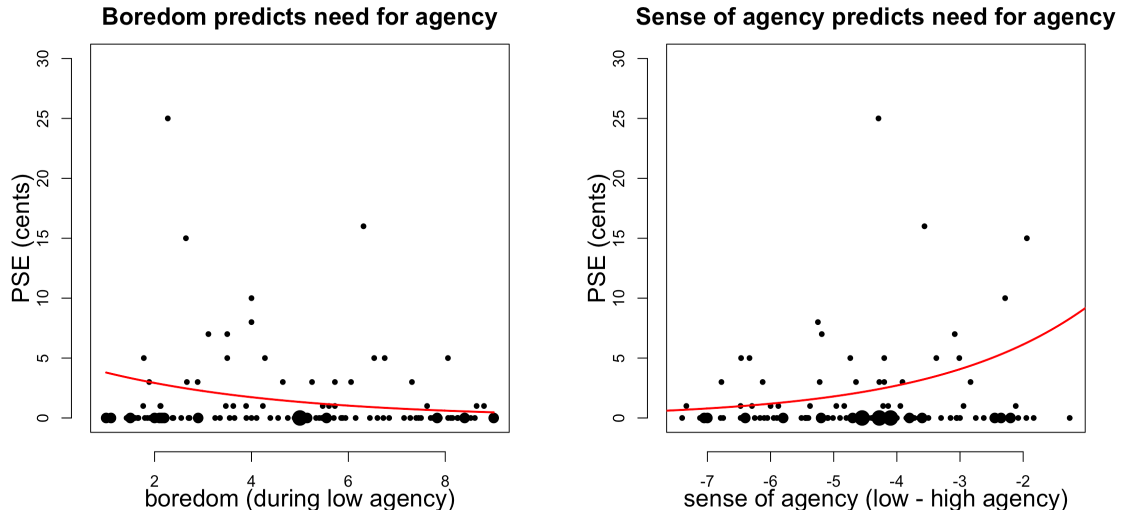 Boredom predicts need for agency
PSE (cents)
30
25
20
15
10
5
0
2 4 6 8
boredom (during low agency)
Sense of agency predicts need for agency
PSE (cents)
30
25
20
15
10
5
0
-7 -6 -5 -4 -3 -2
sense of agency (low - high agency)